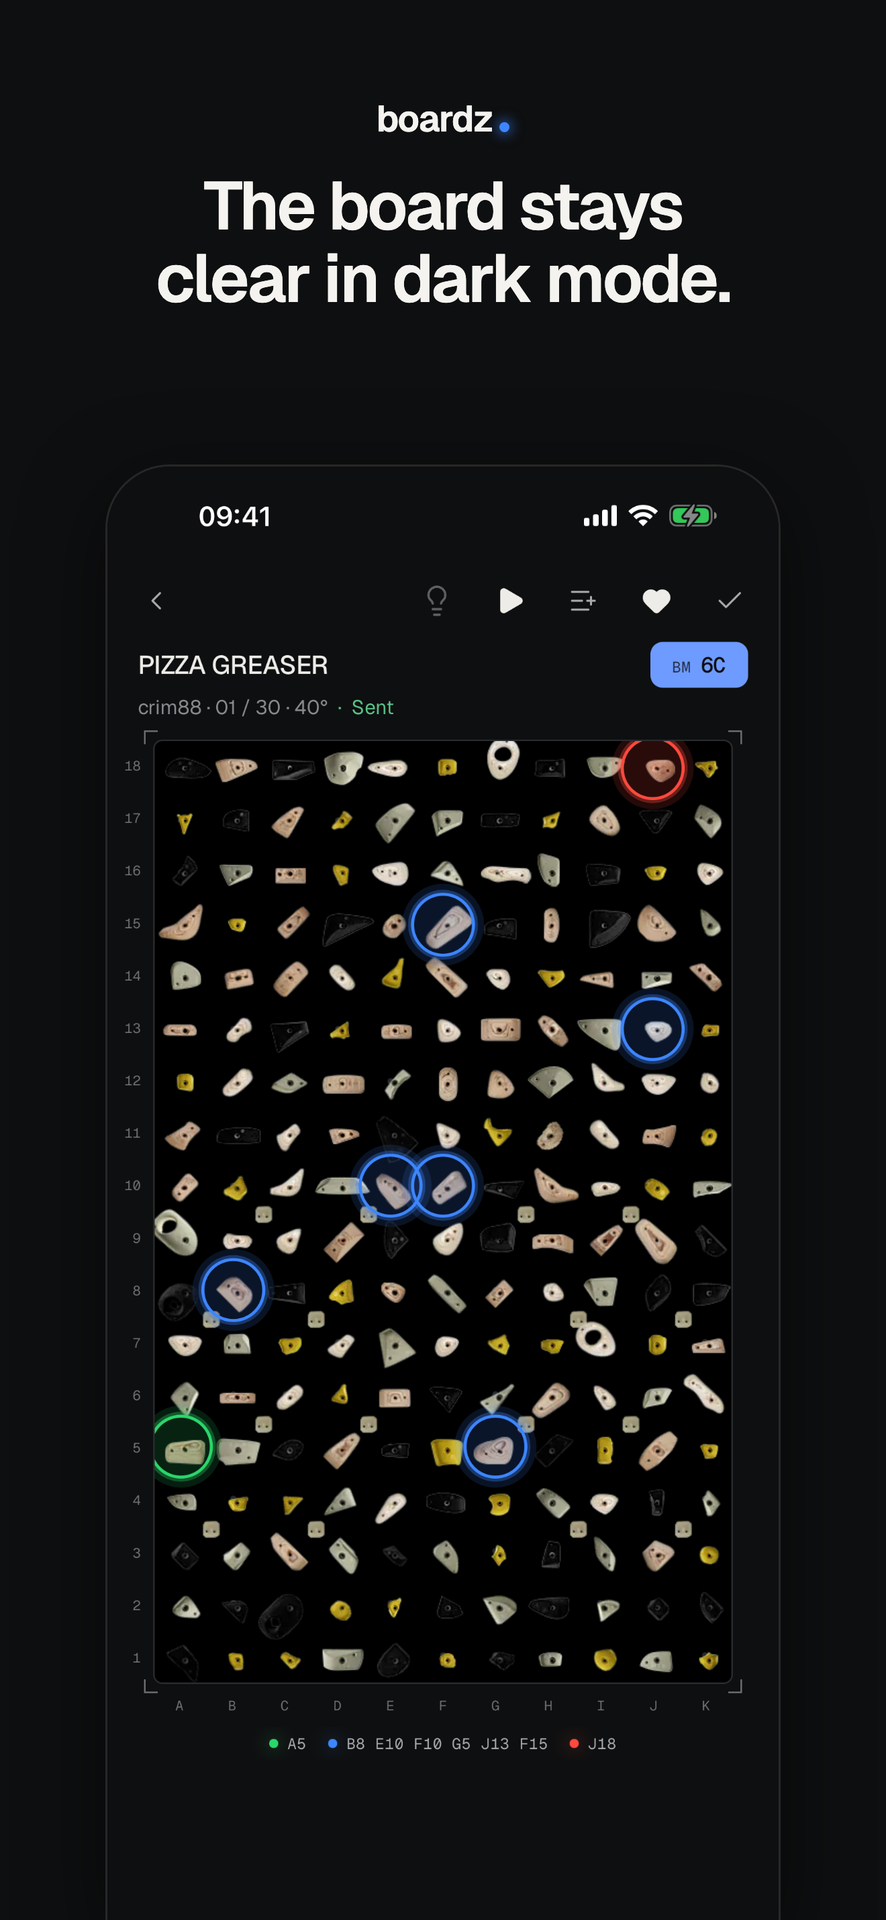 boardz.
The board stays
clear in dark mode.
09:41
PIZZA GREASER
BM 6C
crim88 · 01 / 30 · 40° · Sent
18
17
16
15
14
13
12
11
10
9
8
7
6
5
4
3
2
1
A B C D E F G H I J K
A5 B8 E10 F10 G5 J13 F15 J18